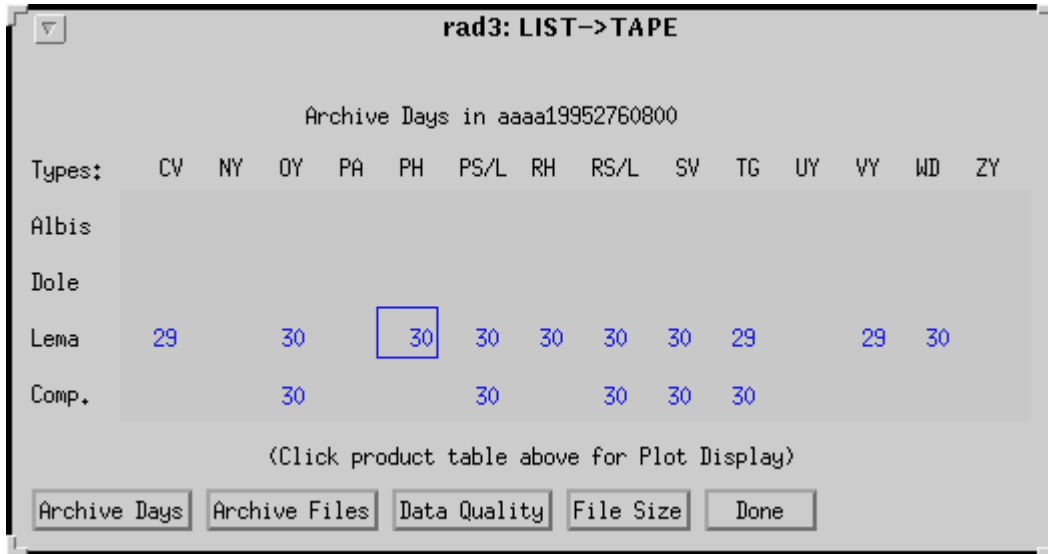 rad3: LIST->TAPE
Archive Days in aaaa19952760800
Types: CV NY OY PA PH PS/L RH RS/L SV TG UY VY WD ZY
Albis
Dole
Lema 29 30 30 30 30 30 30 29 29 30
Comp. 30 30 30 30 30
(Click product table above for Plot Display)
Archive Days Archive Files Data Quality File Size Done